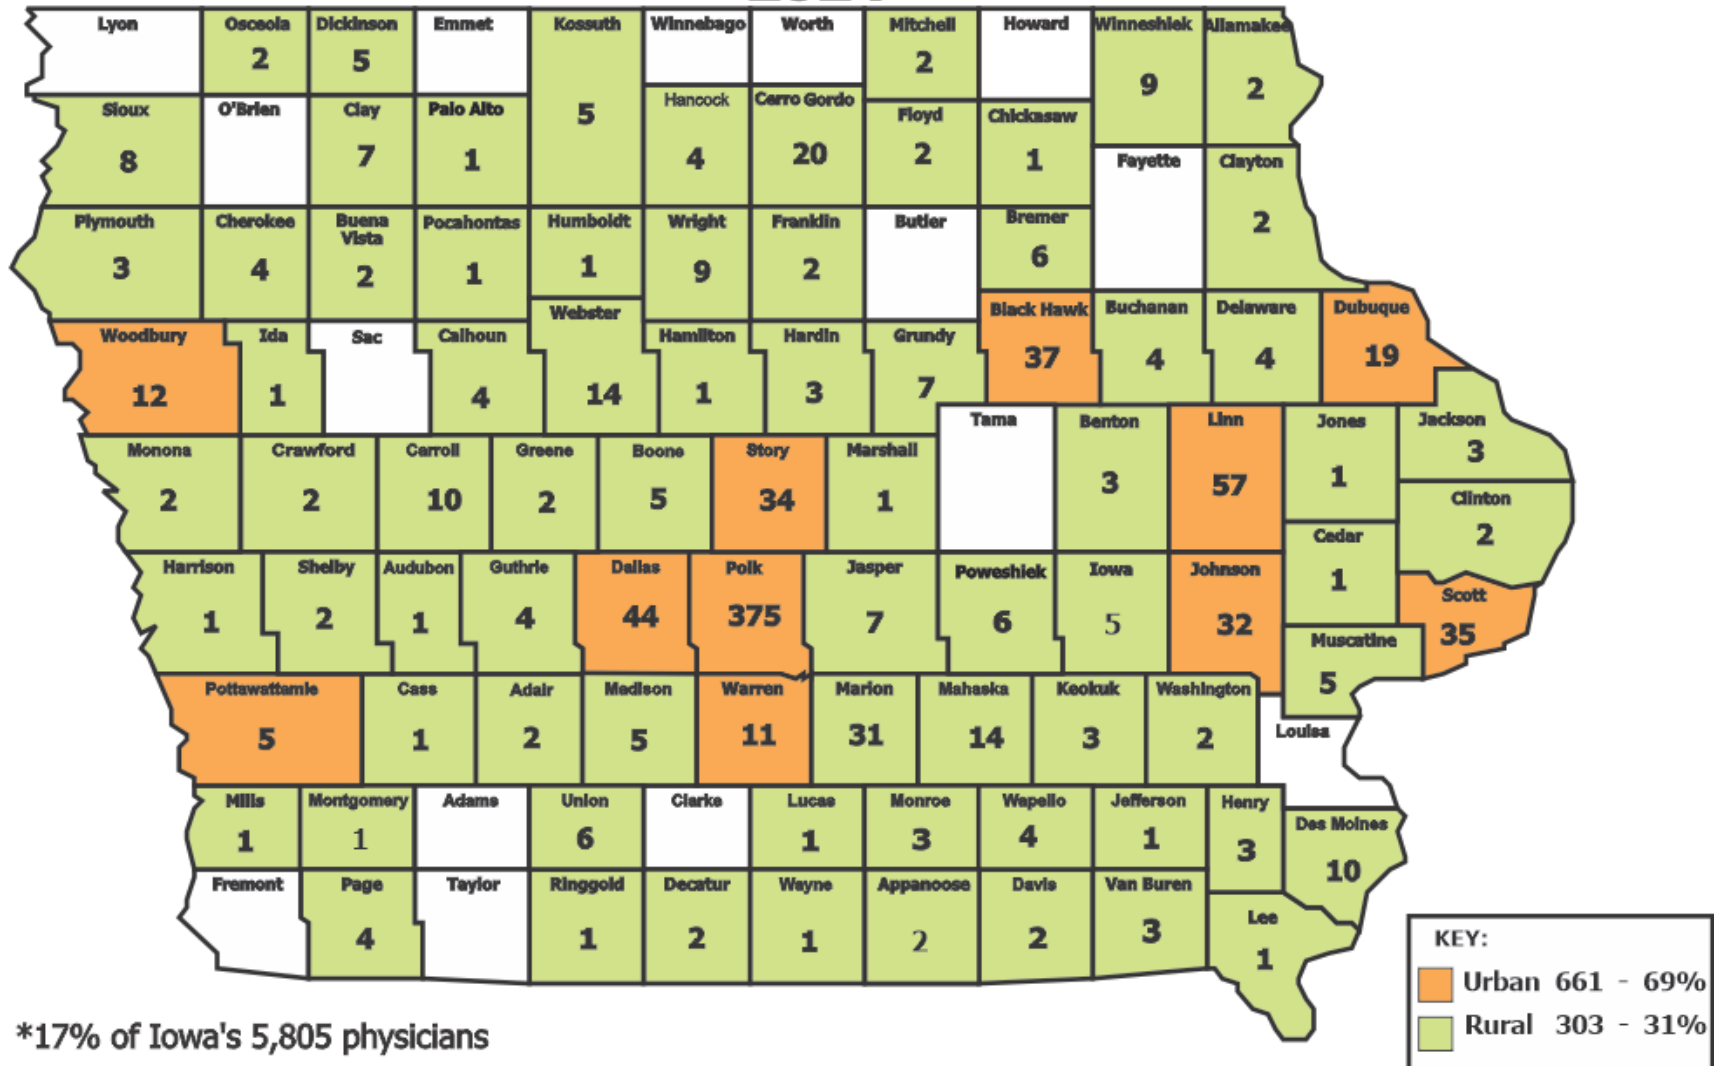 Lyon
Osceola
2
Dickinson
5
Emmet
Kossuth
5
Winnebago
Worth
Mitchell
2
Howard
Winneshiek
9
Allamakee
2
Sioux
8
O'Brien
Clay
7
Palo Alto
1
Hancock
4
Cerro Gordo
20
Floyd
2
Chickasaw
1
Fayette
Clayton
2
Plymouth
3
Cherokee
4
Buena
Vista
2
Pocahontas
1
Humboldt
1
Wright
9
Franklin
2
Butler
Bremer
6
Woodbury
12
Ida
1
Sac
Calhoun
4
Webster
14
Hamilton
1
Hardin
3
Grundy
7
Black Hawk
37
Buchanan
4
Delaware
4
Dubuque
19
Monona
2
Crawford
2
Carroll
10
Greene
2
Boone
5
Story
34
Marshall
1
Tama
Benton
3
Linn
57
Jones
1
Jackson
3
Clinton
2
Cedar
1
Harrison
1
Shelby
2
Audubon
1
Guthrie
4
Dallas
44
Polk
375
Jasper
7
Poweshiek
6
Iowa
5
Johnson
32
Scott
35
Muscatine
5
Pottawattamie
5
Cass
1
Adair
2
Madison
5
Warren
11
Marion
31
Mahaska
14
Keokuk
3
Washington
2
Louisa
Mills
1
Montgomery
1
Adams
Union
6
Clarke
Lucas
1
Monroe
3
Wapello
4
Jefferson
1
Henry
3
Des Moines
10
Fremont
Page
4
Taylor
Ringgold
1
Decatur
2
Wayne
1
Appanoose
2
Davis
2
Van Buren
3
Lee
1
KEY:
Urban 661 - 69%
Rural 303 - 31%
*17% of Iowa's 5,805 physicians